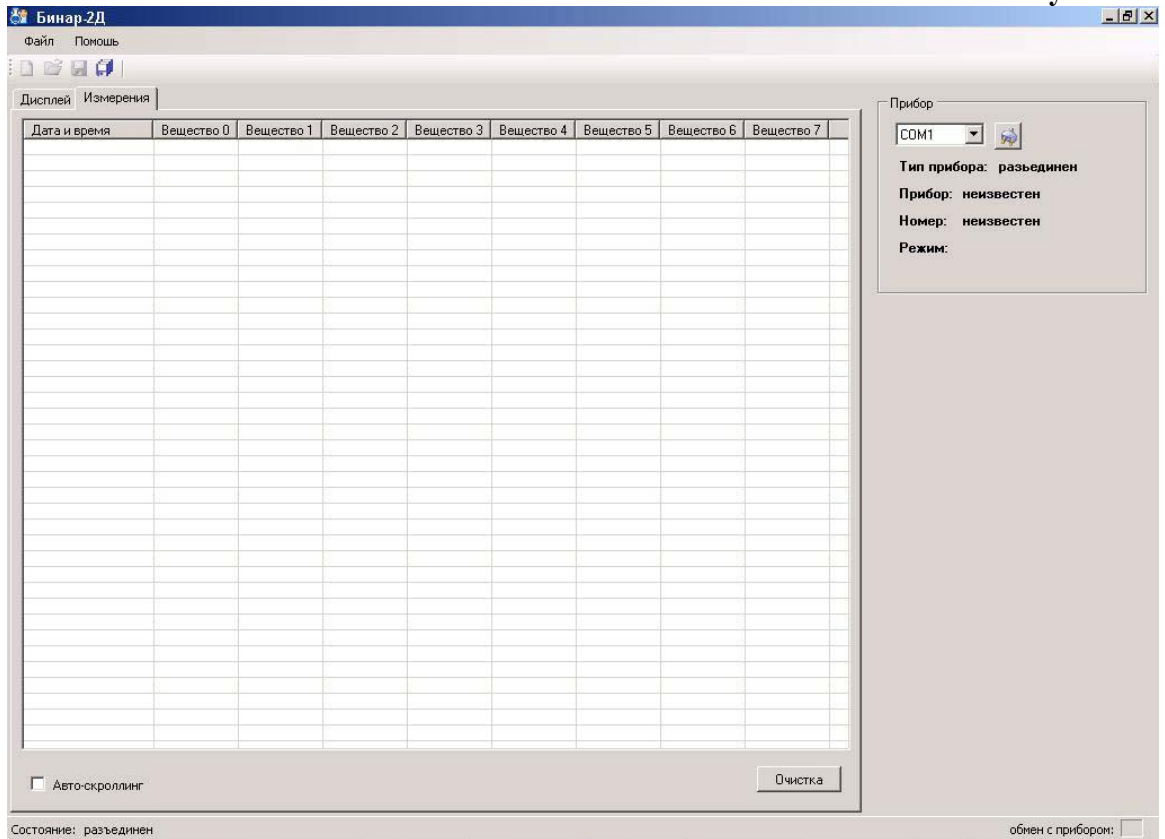 Бинар-2Д
Файл Помошь
Дисплей Измерения
Дата и время Вещество 0 Вещество 1 Вещество 2 Вещество 3 Вещество 4 Вещество 5 Вещество 6 Вещество 7
Авто-скроллинг
Очистка
Прибор
COM1
Тип прибора: разьединен
Прибор: неизвестен
Номер: неизвестен
Режим:
Состояние: разъединен
обмен с прибором: